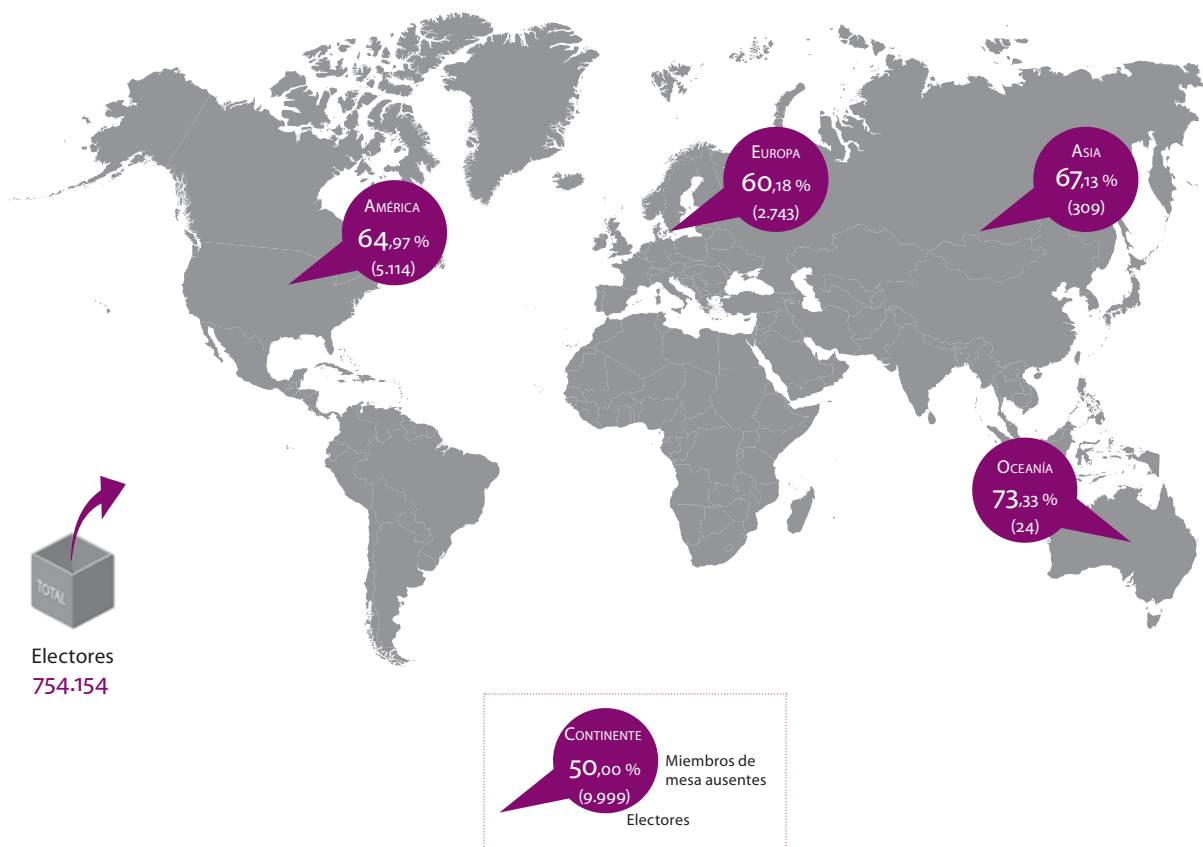 EUROPA
60,18 %
(2.743)
ASIA
67,13 %
(309)
AMÉRICA
64,97 %
(5.114)
OCEANÍA
73,33 %
(24)
TOTAL
Electores
754.154
CONTINENTE
50,00 %
(9.999)
Miembros de
mesa ausentes
Electores